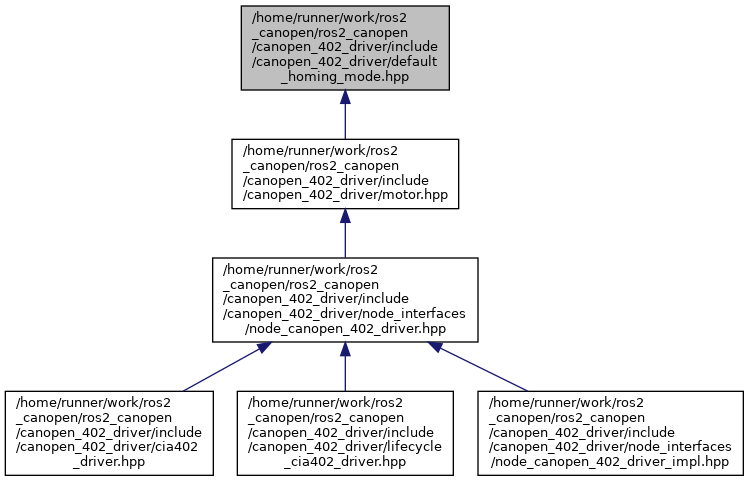 /home/runner/work/ros2
_canopen/ros2_canopen
/canopen_402_driver/include
/canopen_402_driver/default
_homing_mode.hpp
/home/runner/work/ros2
_canopen/ros2_canopen
/canopen_402_driver/include
/canopen_402_driver/motor.hpp
/home/runner/work/ros2
_canopen/ros2_canopen
/canopen_402_driver/include
/canopen_402_driver/node_interfaces
/node_canopen_402_driver.hpp
/home/runner/work/ros2
_canopen/ros2_canopen
/canopen_402_driver/include
/canopen_402_driver/cia402
_driver.hpp
/home/runner/work/ros2
_canopen/ros2_canopen
/canopen_402_driver/include
/canopen_402_driver/lifecycle
_cia402_driver.hpp
/home/runner/work/ros2
_canopen/ros2_canopen
/canopen_402_driver/include
/canopen_402_driver/node_interfaces
/node_canopen_402_driver_impl.hpp